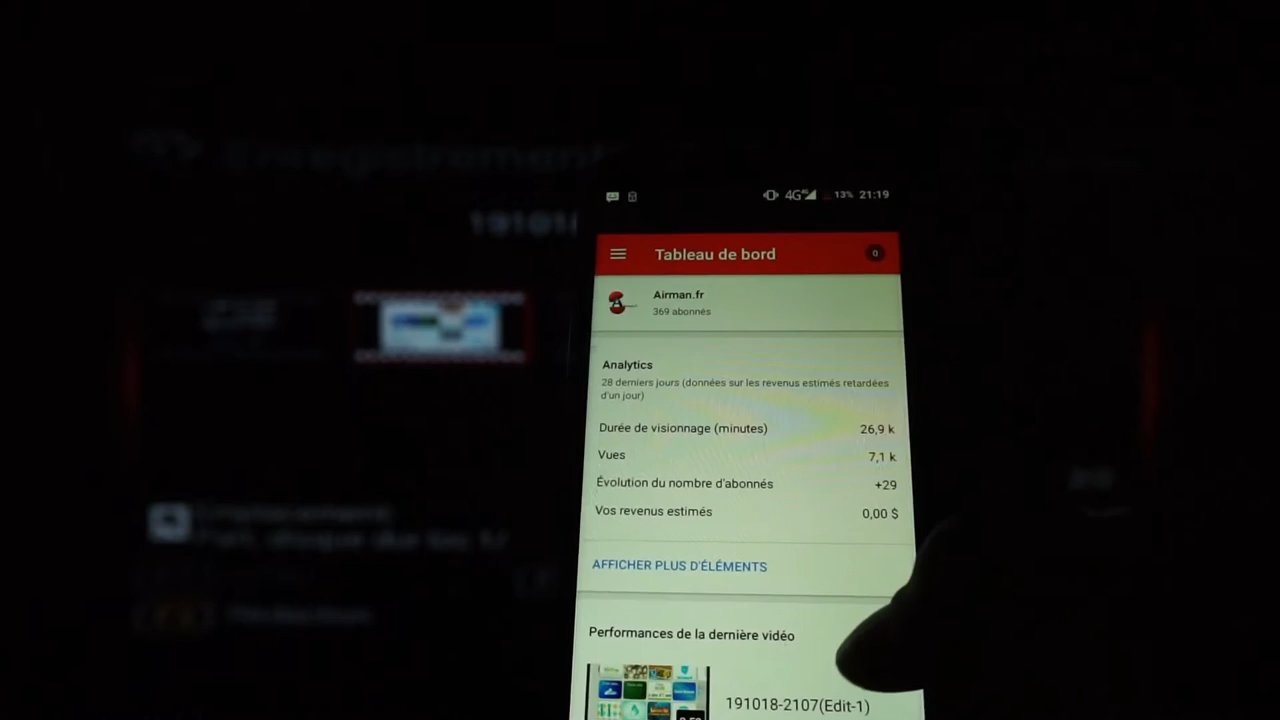 Enregistrement
19101
4G 13% 21:19
Tableau de bord 0
Airman.fr
369 abonnés
Analytics
28 derniers jours (données sur les revenus estimés retardées
d'un jour)
Durée de visionnage (minutes) 26,9 k
Vues 7,1 k
Évolution du nombre d'abonnés +29
Vos revenus estimés 0,00 $
AFFICHER PLUS D'ÉLÉMENTS
Performances de la dernière vidéo
191018-2107(Edit-1)